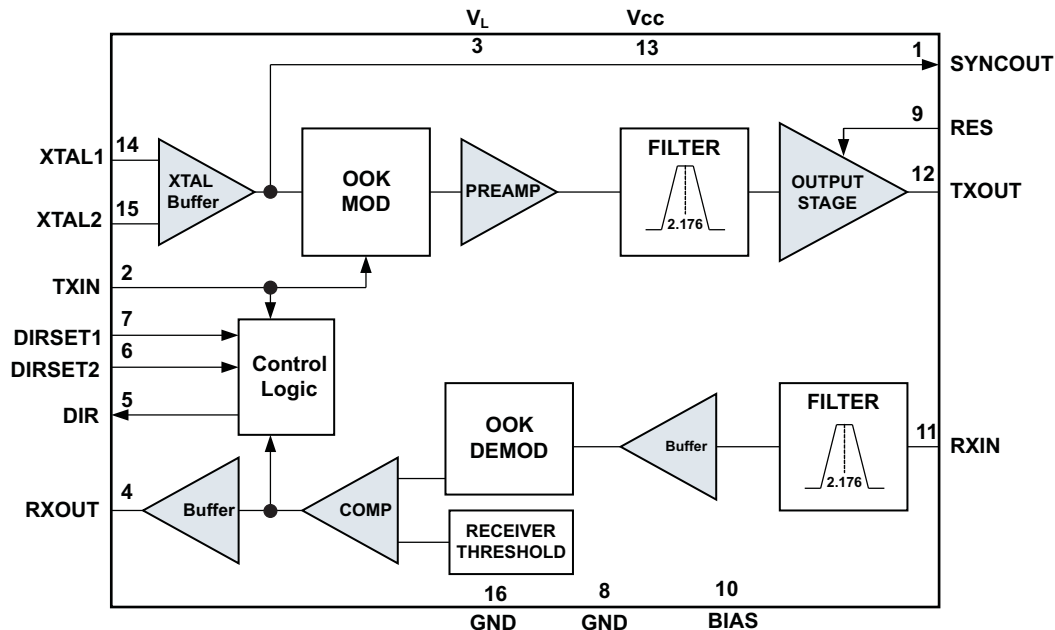 VL
Vcc
3
13
1
SYNCOUT
9
RES
14
XTAL1
XTAL
Buffer
OOK
MOD
PREAMP
FILTER
2.176
OUTPUT
STAGE
12
TXOUT
15
XTAL2
2
TXIN
7
DIRSET1
6
DIRSET2
5
DIR
Control
Logic
OOK
DEMOD
Buffer
FILTER
2.176
11
RXIN
4
RXOUT
Buffer
COMP
RECEIVER
THRESHOLD
16
8
10
GND
GND
BIAS